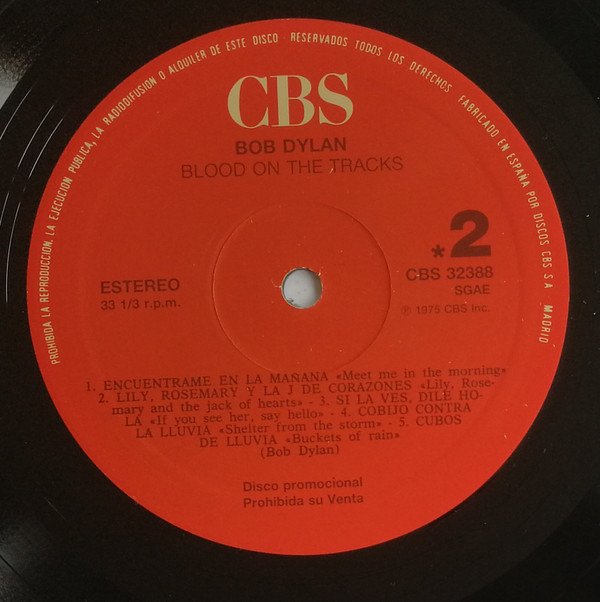 PROHIBIDA LA REPRODUCCION, LA EJECUCION PUBLICA, LA RADIODIFUSION O ALQUILER DE ESTE DISCO · RESERVADOS TODOS LOS DERECHOS FABRICADO EN ESPAÑA POR DISCOS CBS S A MADRID
CBS
BOB DYLAN
BLOOD ON THE TRACKS
*2
ESTEREO
33 1/3 r.p.m.
CBS 32388
SGAE
℗ 1975 CBS Inc.
1. ENCUENTRAME EN LA MAÑANA «Meet me in the morning»
2. LILY, ROSEMARY Y LA J DE CORAZONES «Lily, Rose-
mary and the jack of hearts» - 3. SI LA VES, DILE HO-
LA «If you see her, say hello» - 4. COBIJO CONTRA
LA LLUVIA «Shelter from the storm» - 5. CUBOS
DE LLUVIA «Buckets of rain»
(Bob Dylan)
Disco promocional
Prohibida su Venta